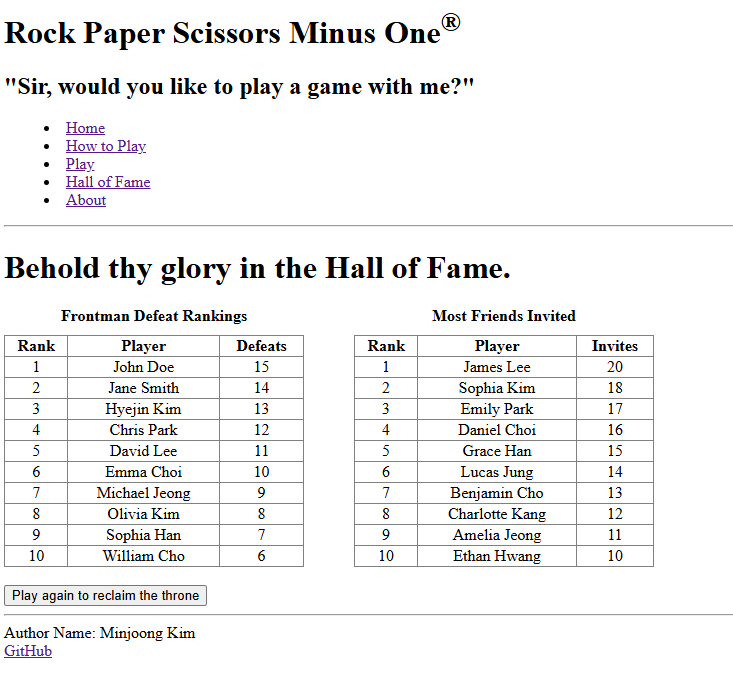 Rock Paper Scissors Minus One®
"Sir, would you like to play a game with me?"
Home
How to Play
Play
Hall of Fame
About
Behold thy glory in the Hall of Fame.
Frontman Defeat Rankings
Rank Player Defeats
1 John Doe 15
2 Jane Smith 14
3 Hyejin Kim 13
4 Chris Park 12
5 David Lee 11
6 Emma Choi 10
7 Michael Jeong 9
8 Olivia Kim 8
9 Sophia Han 7
10 William Cho 6
Most Friends Invited
Rank Player Invites
1 James Lee 20
2 Sophia Kim 18
3 Emily Park 17
4 Daniel Choi 16
5 Grace Han 15
6 Lucas Jung 14
7 Benjamin Cho 13
8 Charlotte Kang 12
9 Amelia Jeong 11
10 Ethan Hwang 10
Play again to reclaim the throne
Author Name: Minjoong Kim
GitHub